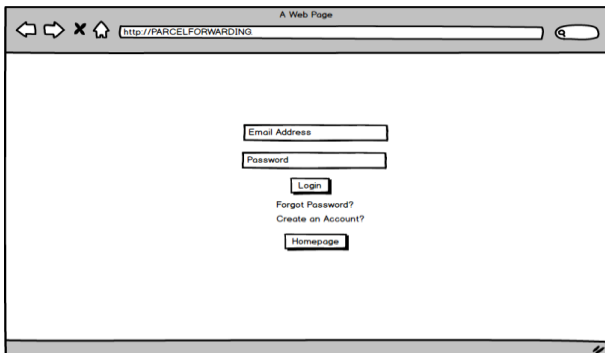 A Web Page
http://PARCELFORWARDING.
Email Address
Password
Login
Forgot Password?
Create an Account?
Homepage